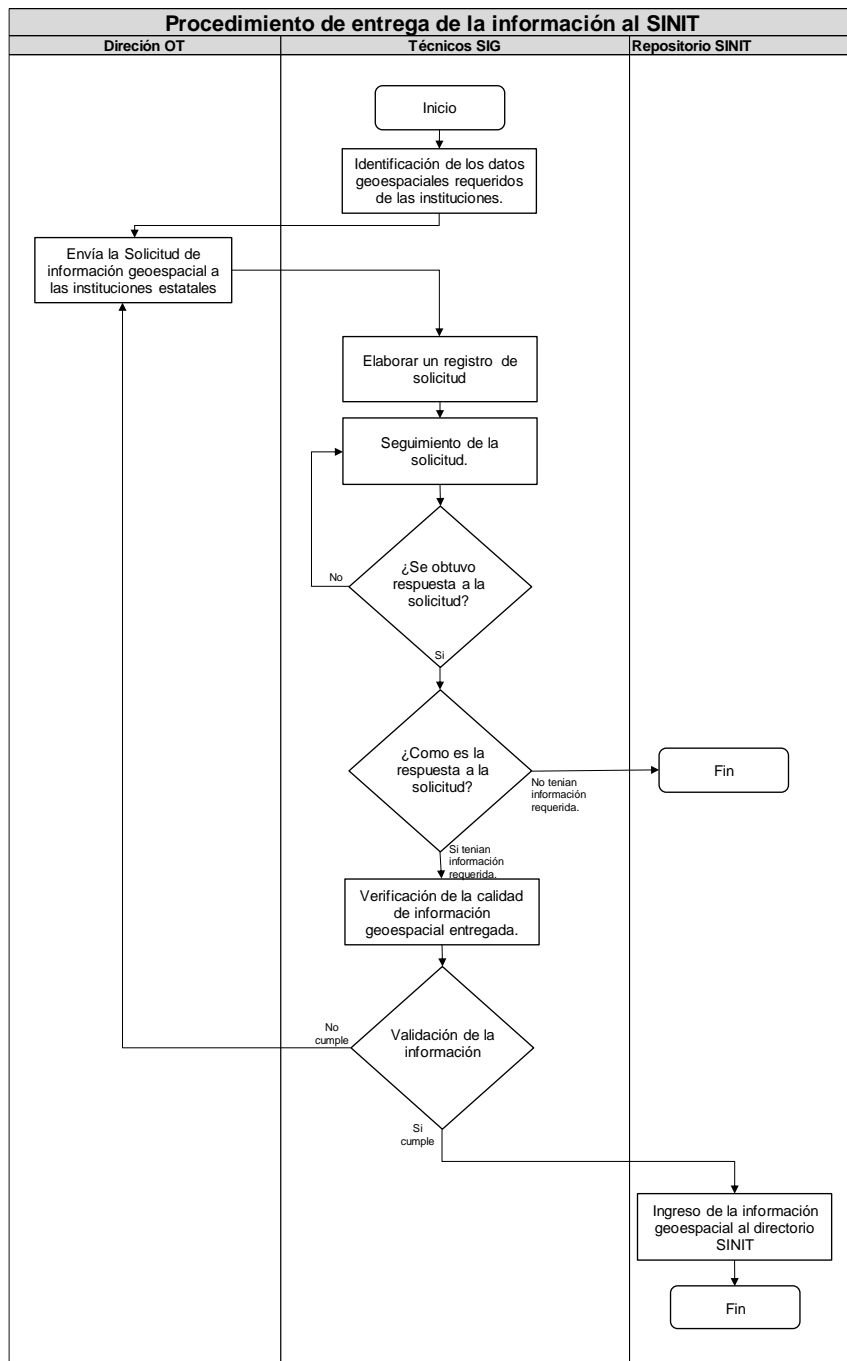 Procedimiento de entrega de la información al SINIT
Direción OT
Técnicos SIG
Repositorio SINIT
Inicio
Identificación de los datos
geoespaciales requeridos
de las instituciones.
Envía la Solicitud de
información geoespacial a
las instituciones estatales
Elaborar un registro de
solicitud
Seguimiento de la
solicitud.
¿Se obtuvo
respuesta a la
solicitud?
No
Si
¿Como es la
respuesta a la
solicitud?
No tenian
información
requerida.
Fin
Si tenian
información
requerida.
Verificación de la calidad
de información
geoespacial entregada.
Validación de la
información
No
cumple
Si
cumple
Ingreso de la información
geoespacial al directorio
SINIT
Fin